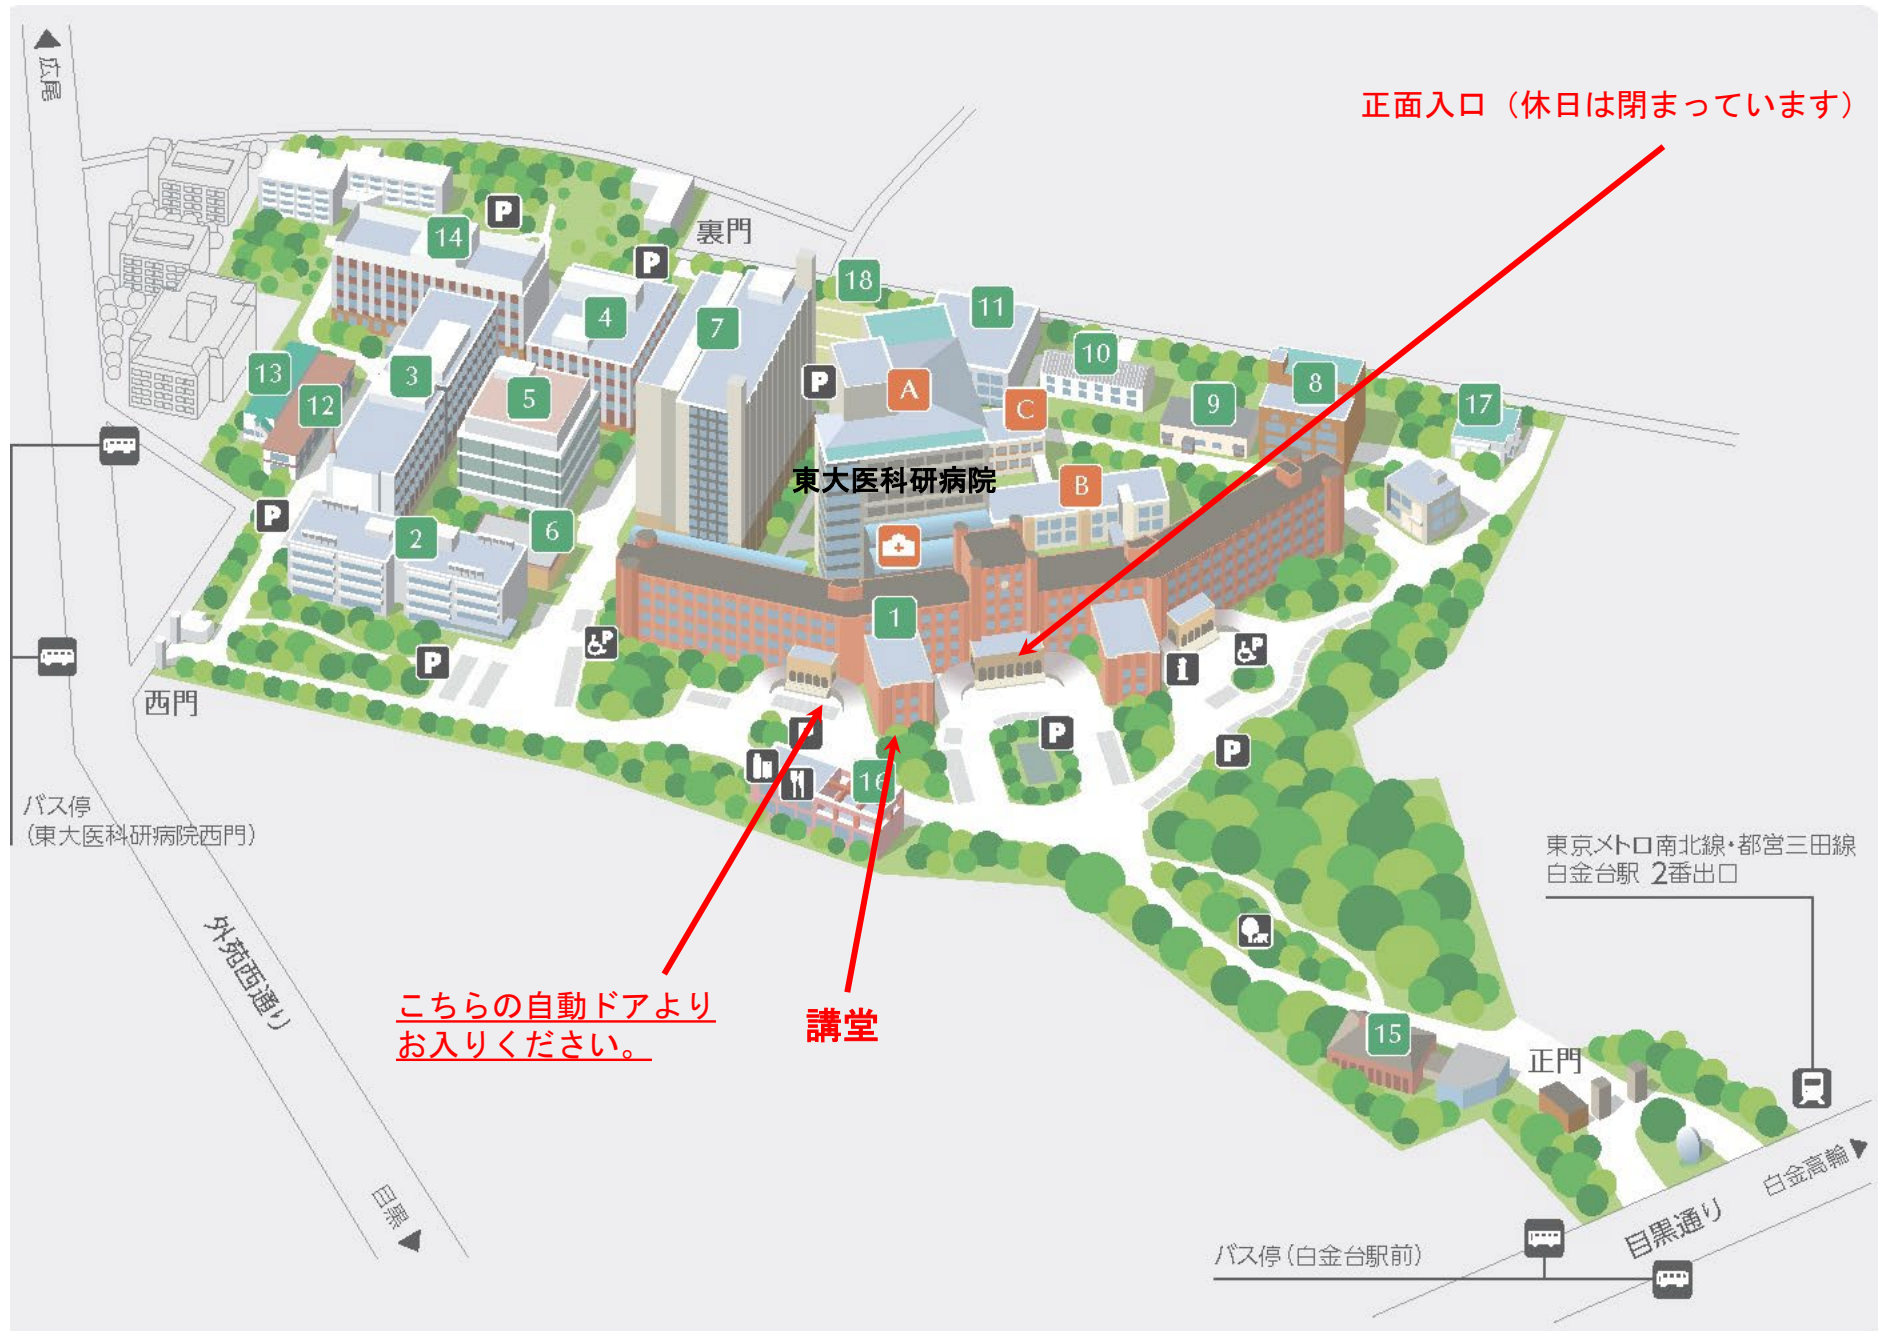 広尾
正面入口（休日は閉まっています）
裏門
14
P
P
18
11
4
7
10
13
3
5
P
A
8
12
C
9
17
東大医科研病院
B
P
2
6
1
P
P
P
西門
P
P
P
16
バス停
（東大医科研病院西門）
東京メトロ南北線・都営三田線
白金台駅 2番出口
外苑西通り
こちらの自動ドアより
お入りください。
講堂
15
正門
目黒
白金高輪
目黒通り
バス停（白金台駅前）